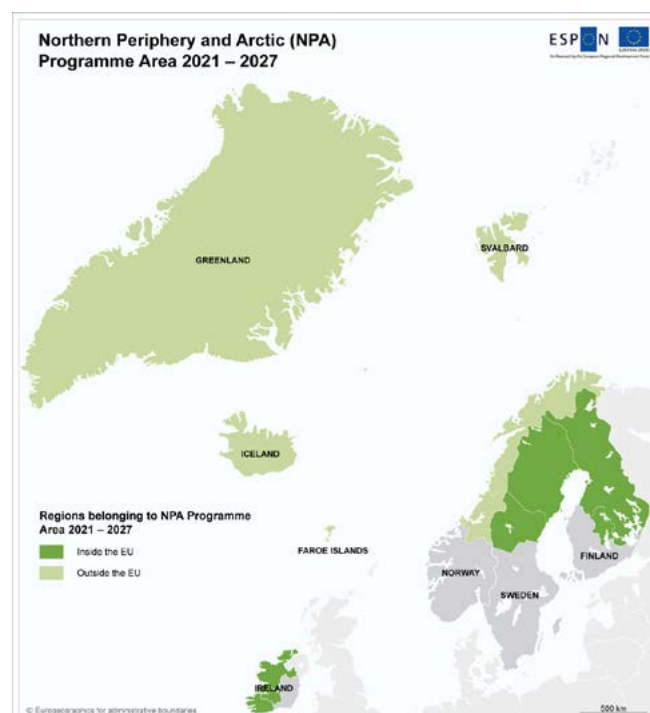 Northern Periphery and Arctic (NPA)
Programme Area 2021 – 2027
ESPON
GREENLAND
SVALBARD
ICELAND
Regions belonging to NPA Programme
Area 2021 – 2027
Inside the EU
Outside the EU
FAROE ISLANDS
NORWAY
SWEDEN
FINLAND
IRELAND
© Eurogeographics for administrative boundaries
500 km